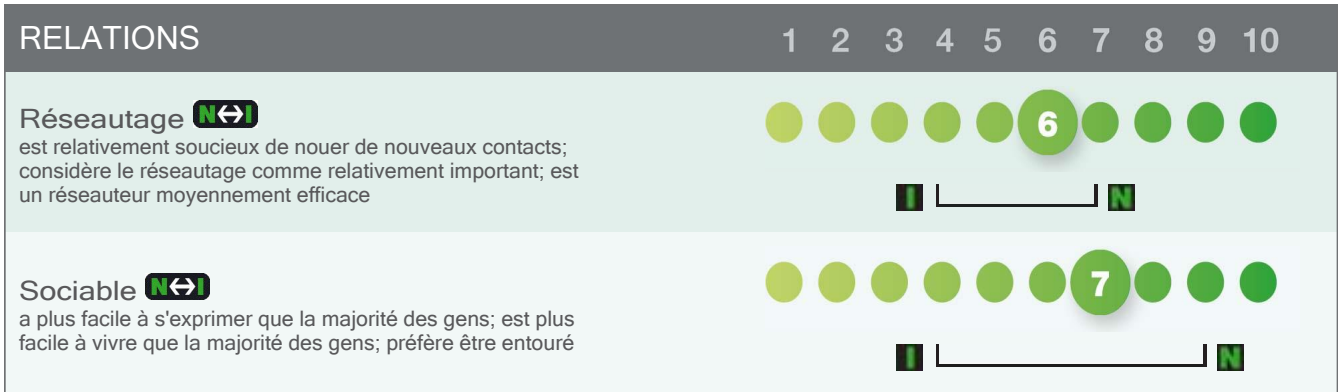 RELATIONS 1 2 3 4 5 6 7 8 9 10
Réseautage N↔I
est relativement soucieux de nouer de nouveaux contacts;
considère le réseautage comme relativement important; est
un réseauteur moyennement efficace
6
I N
Sociable N↔I
a plus facile à s'exprimer que la majorité des gens; est plus
facile à vivre que la majorité des gens; préfère être entouré
7
I N